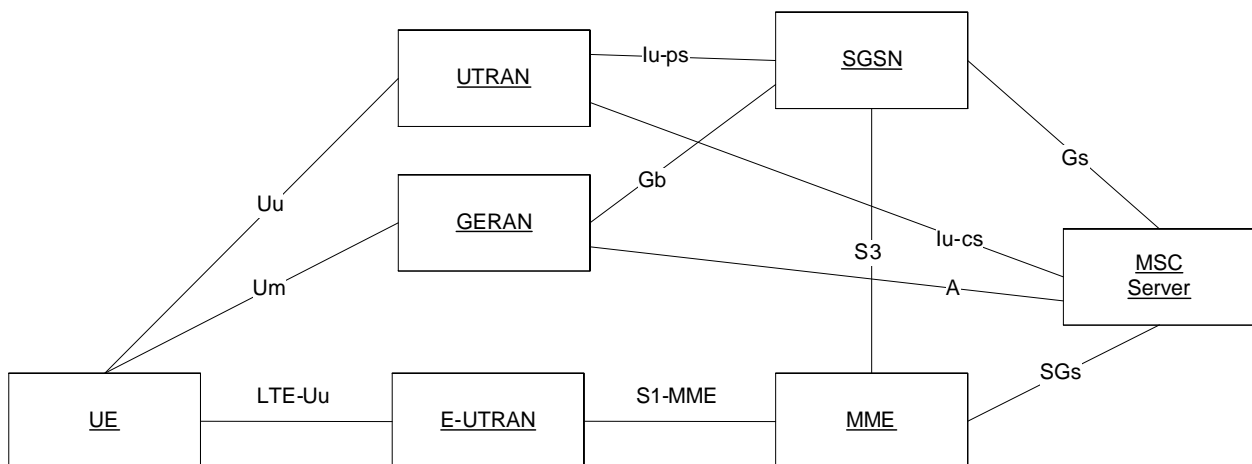 SGSN
UTRAN
Iu-ps
Gs
Gb
Uu
GERAN
Iu-cs
S3
MSC
Server
Um
A
SGs
LTE-Uu
S1-MME
UE
E-UTRAN
MME